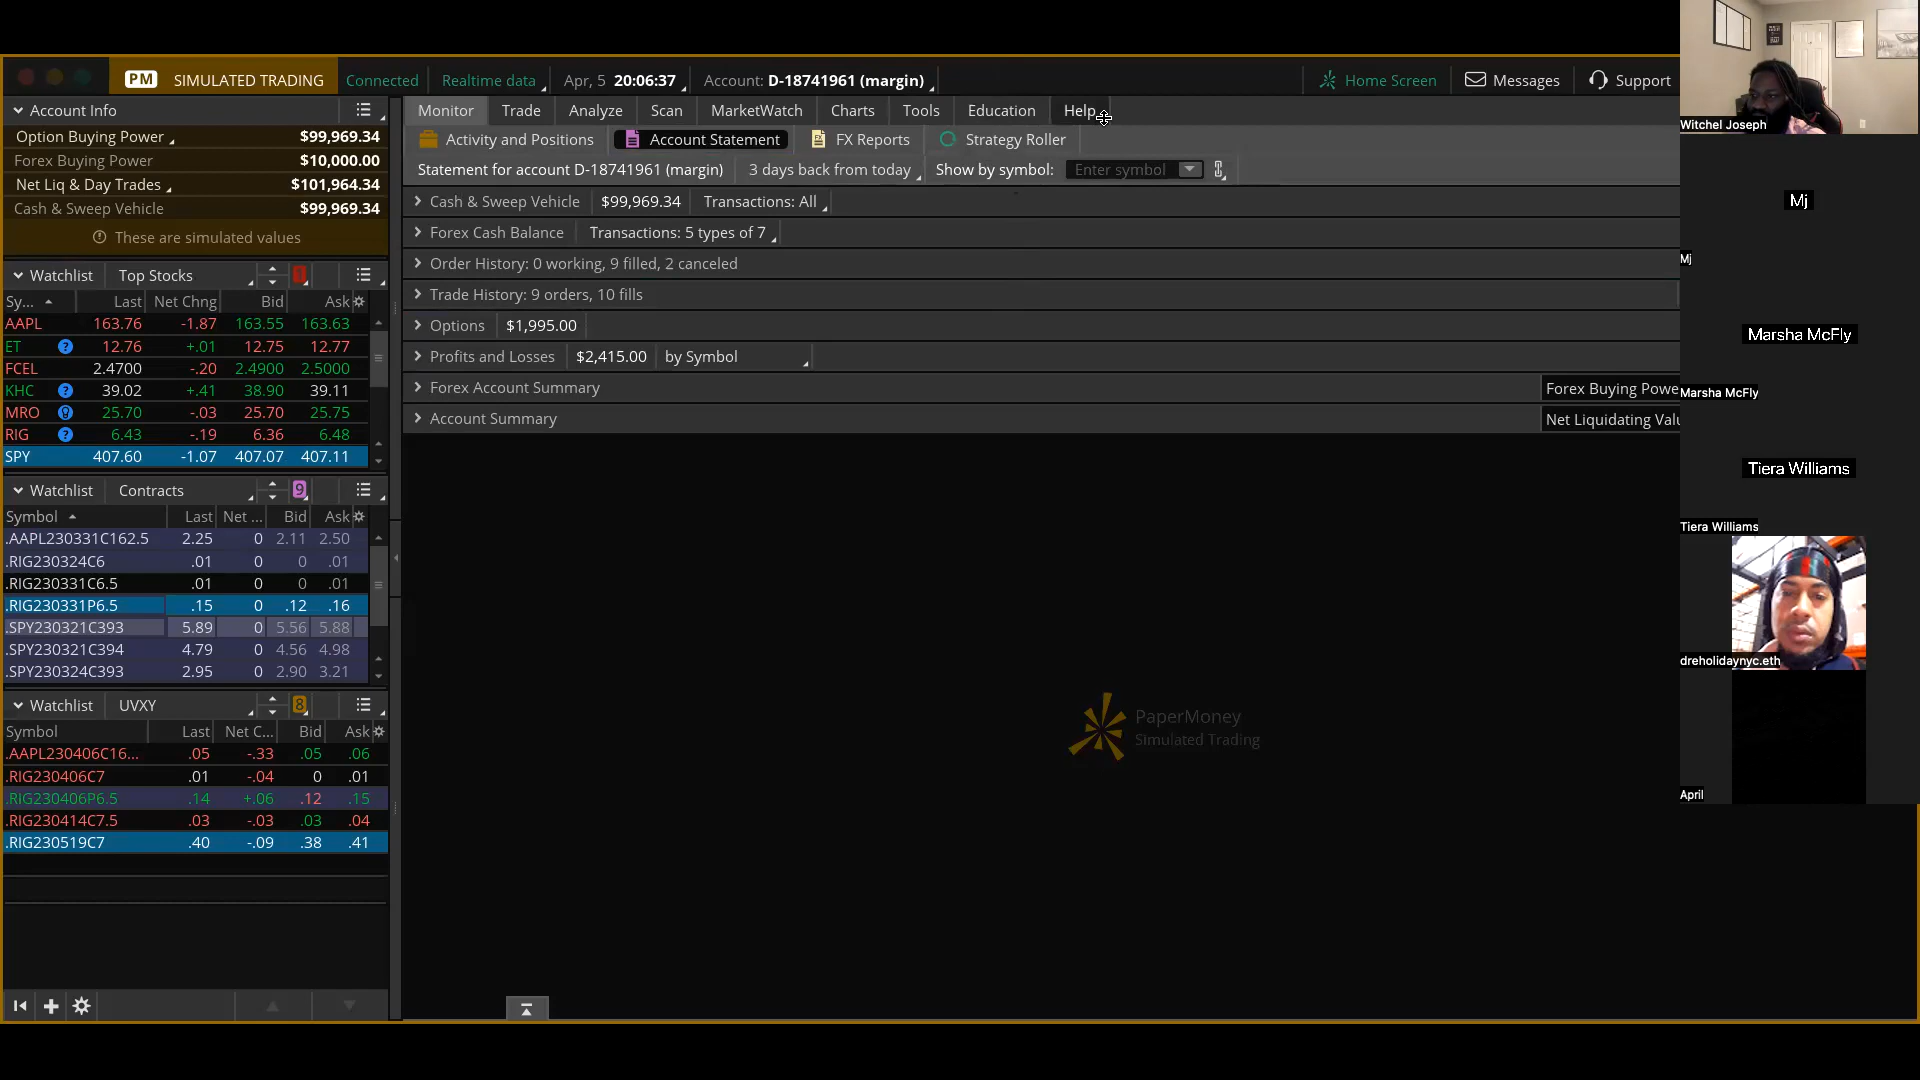 PM SIMULATED TRADING Connected Realtime data Apr, 5 20:06:37 Account: D-18741961 (margin) Home Screen Messages Support
Account Info
Option Buying Power $99,969.34
Forex Buying Power $10,000.00
Net Liq & Day Trades $101,964.34
Cash & Sweep Vehicle $99,969.34
These are simulated values
Watchlist Top Stocks 1
Sy... Last Net Chng Bid Ask
AAPL 163.76 -1.87 163.55 163.63
ET ? 12.76 +.01 12.75 12.77
FCEL 2.4700 -.20 2.4900 2.5000
KHC ? 39.02 +.41 38.90 39.11
MRO 25.70 -.03 25.70 25.75
RIG ? 6.43 -.19 6.36 6.48
SPY 407.60 -1.07 407.07 407.11
Watchlist Contracts 9
Symbol Last Net ... Bid Ask
.AAPL230331C162.5 2.25 0 2.11 2.50
.RIG230324C6 .01 0 0 .01
.RIG230331C6.5 .01 0 0 .01
.RIG230331P6.5 .15 0 .12 .16
.SPY230321C393 5.89 0 5.56 5.88
.SPY230321C394 4.79 0 4.56 4.98
.SPY230324C393 2.95 0 2.90 3.21
Watchlist UVXY 8
Symbol Last Net C... Bid Ask
.AAPL230406C16... .05 -.33 .05 .06
.RIG230406C7 .01 -.04 0 .01
.RIG230406P6.5 .14 +.06 .12 .15
.RIG230414C7.5 .03 -.03 .03 .04
.RIG230519C7 .40 -.09 .38 .41
Monitor Trade Analyze Scan MarketWatch Charts Tools Education Help
Activity and Positions Account Statement FX Reports Strategy Roller
Statement for account D-18741961 (margin) 3 days back from today Show by symbol: Enter symbol
Cash & Sweep Vehicle $99,969.34 Transactions: All
Forex Cash Balance Transactions: 5 types of 7
Order History: 0 working, 9 filled, 2 canceled
Trade History: 9 orders, 10 fills
Options $1,995.00
Profits and Losses $2,415.00 by Symbol
Forex Account Summary Forex Buying Powe
Account Summary Net Liquidating Valu
PaperMoney
Simulated Trading
Witchel Joseph
Mj
Mj
Marsha McFly
Marsha McFly
Tiera Williams
Tiera Williams
dreholidaynyc.eth
April